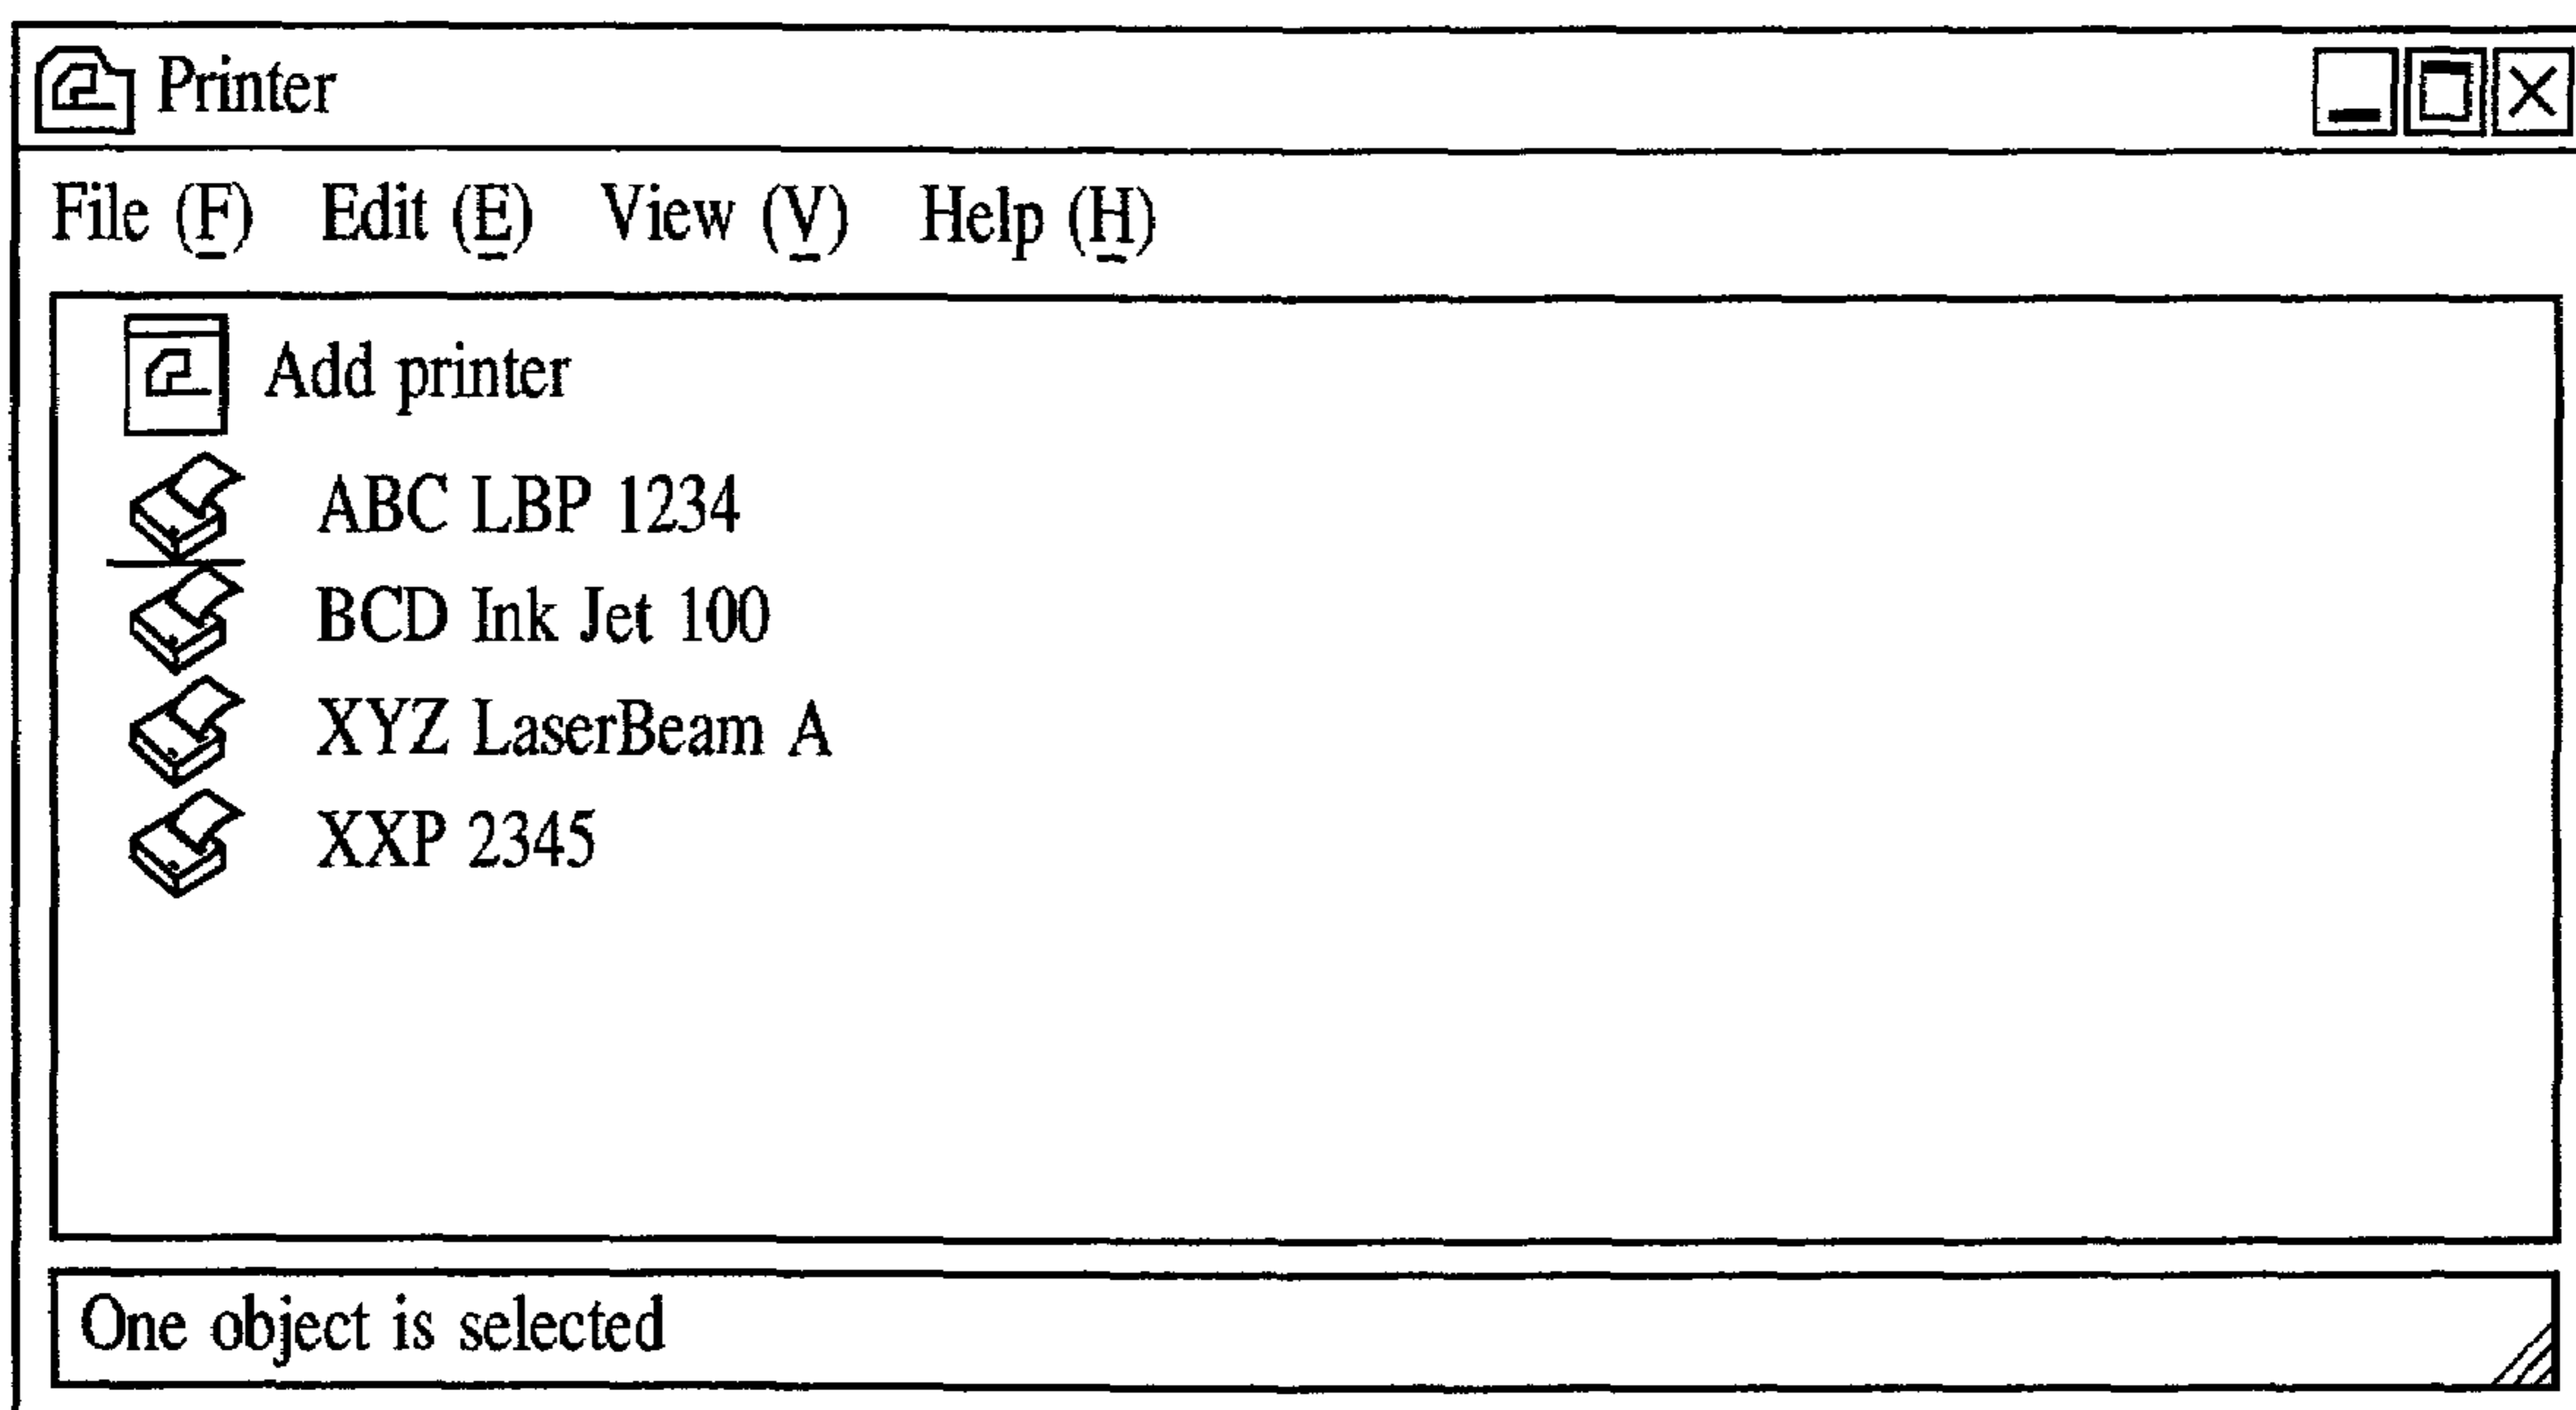 Printer
File (F) Edit (E) View (V) Help (H)
Add printer
ABC LBP 1234
BCD Ink Jet 100
XYZ LaserBeam A
XXP 2345
One object is selected